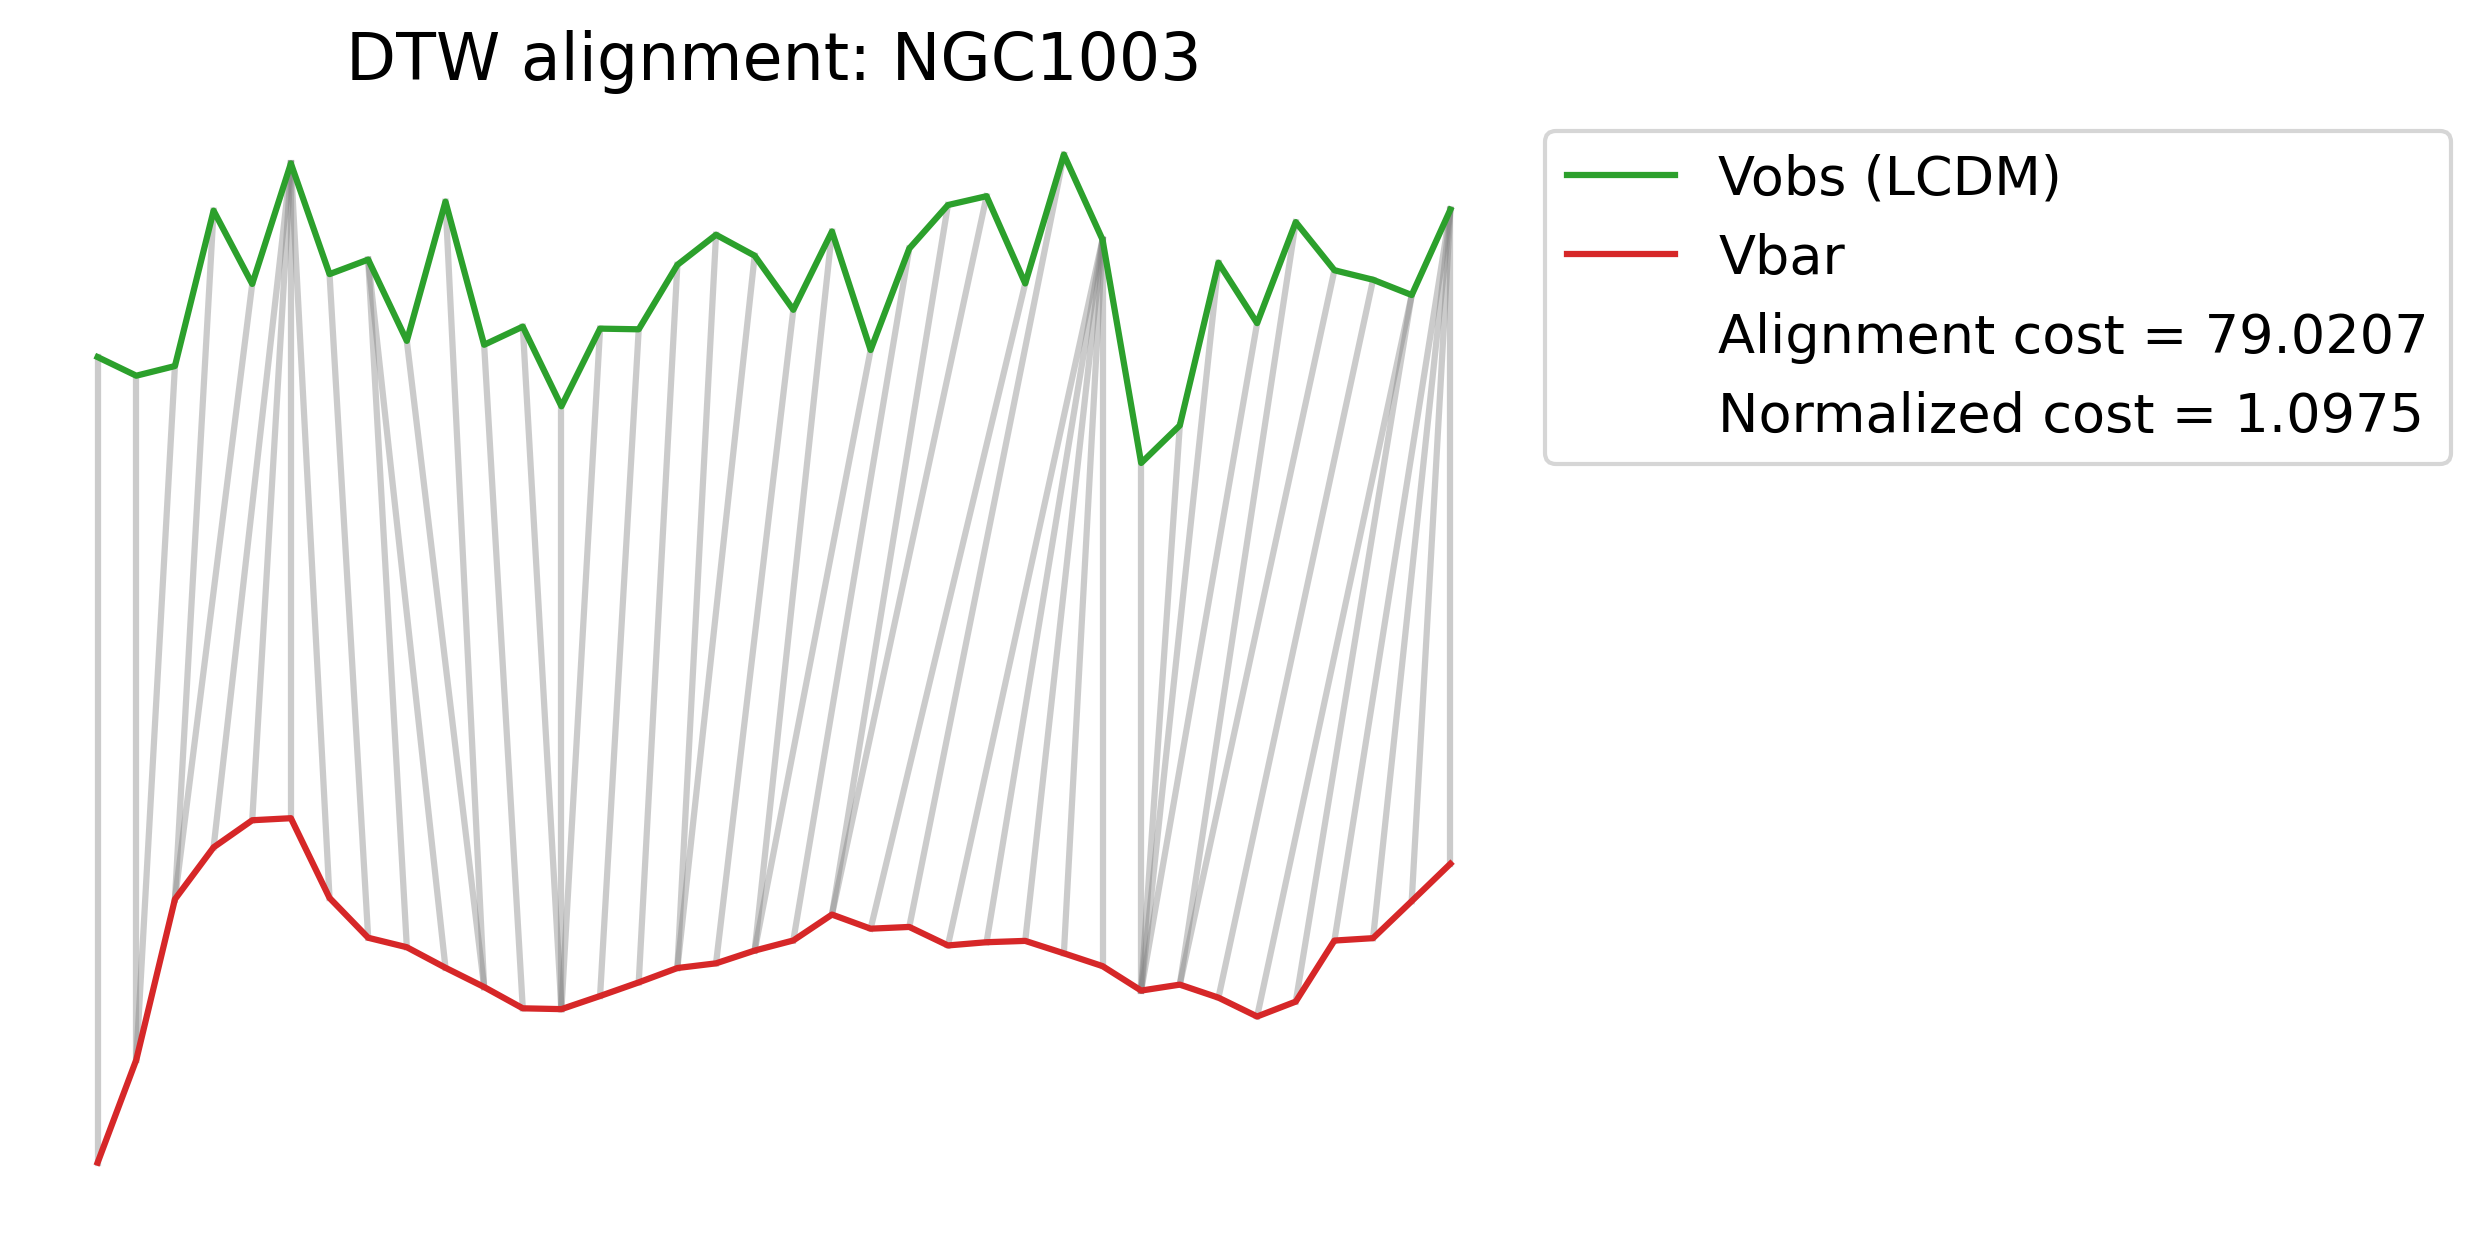 DTW alignment: NGC1003
Vobs (LCDM)
Vbar
Alignment cost = 79.0207
Normalized cost = 1.0975